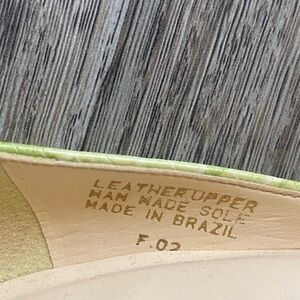 LEATHER UPPER
MAN MADE SOLE
MADE IN BRAZIL
F.02